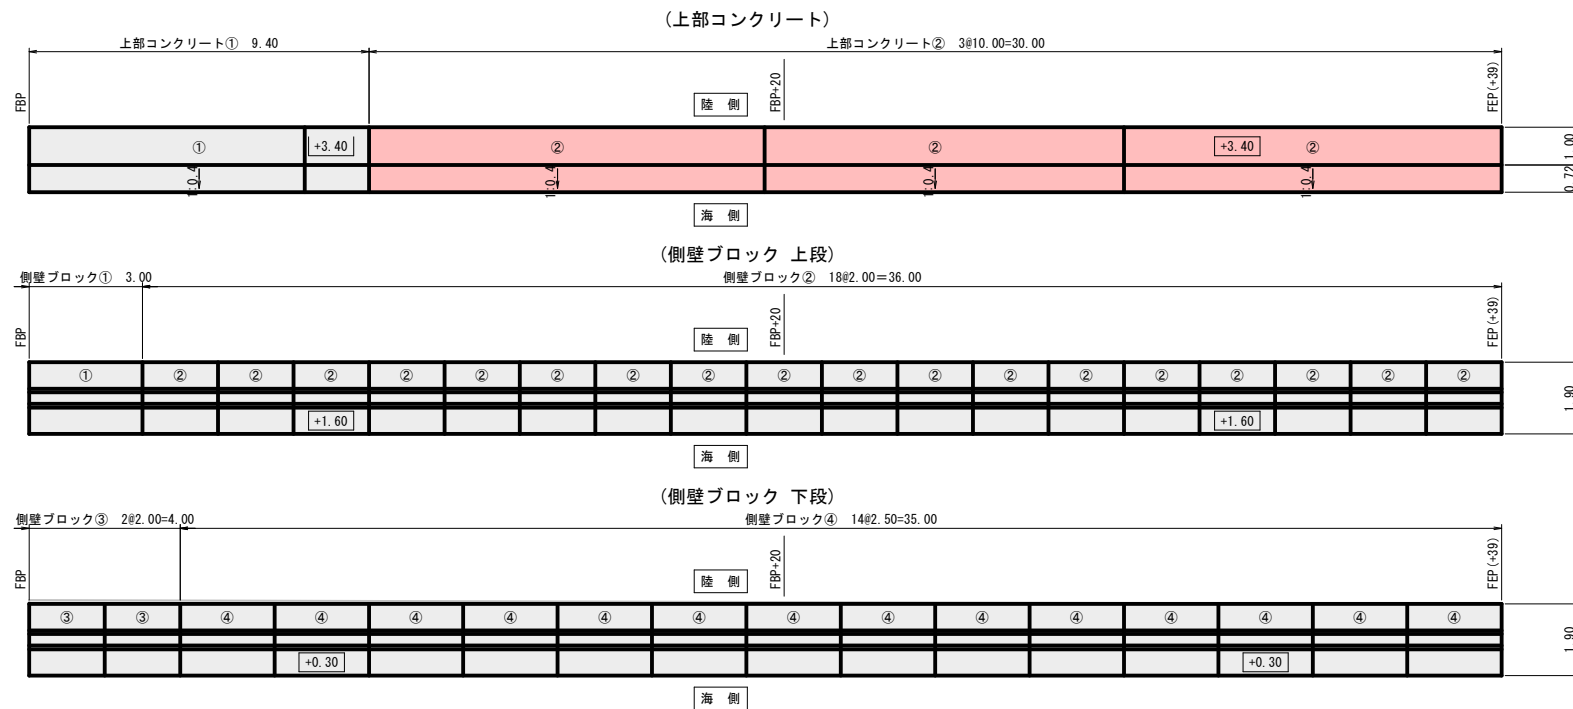 (上部コンクリート)
上部コンクリート① 9.40
上部コンクリート② 3@10.00=30.00
FBP
陸 側
FBP+20
FEP(+39)
① +3.40 ② ② +3.40 ②
1.00
1:0.4 1:0.4 1:0.4 1:0.4
0.72
海 側
(側壁ブロック 上段)
側壁ブロック① 3.00
側壁ブロック② 18@2.00=36.00
FBP
陸 側
FBP+20
FEP(+39)
① ② ② ② ② ② ② ② ② ② ② ② ② ② ② ② ② ② ②
1.90
+1.60 +1.60
海 側
(側壁ブロック 下段)
側壁ブロック③ 2@2.00=4.00
側壁ブロック④ 14@2.50=35.00
FBP
陸 側
FBP+20
FEP(+39)
③ ③ ④ ④ ④ ④ ④ ④ ④ ④ ④ ④ ④ ④ ④ ④
1.90
+0.30 +0.30
海 側